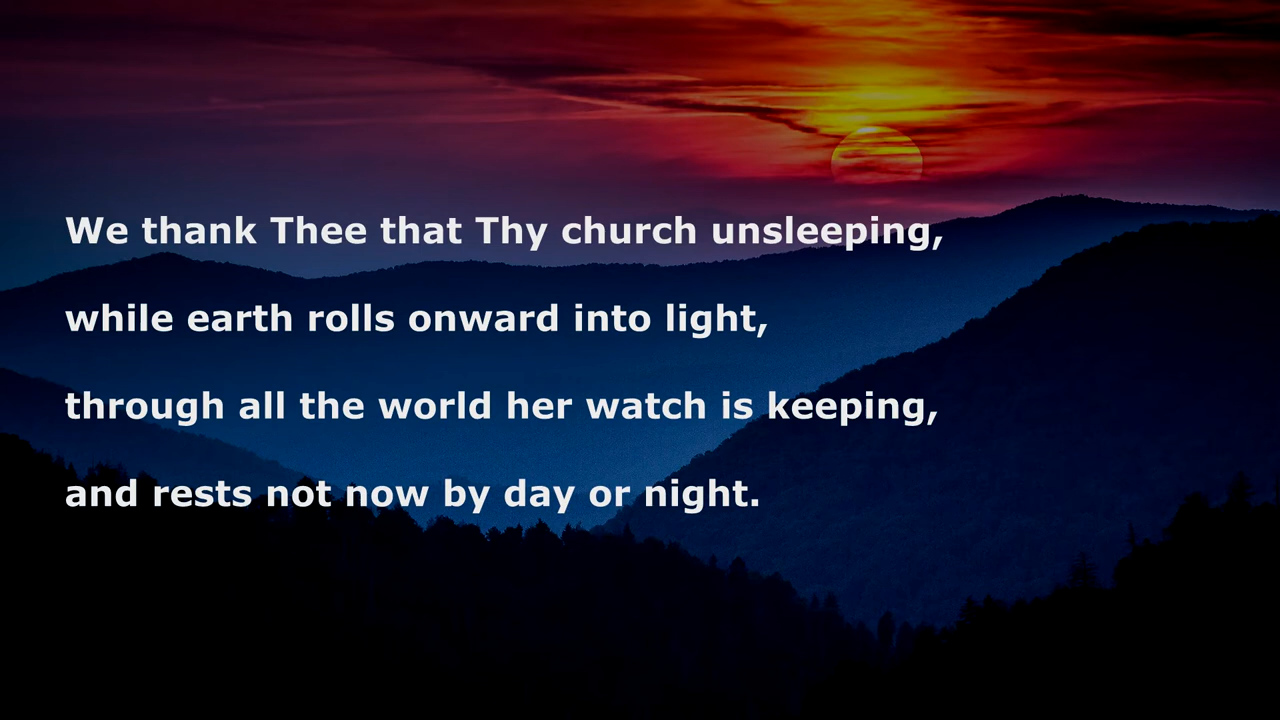 We thank Thee that Thy church unsleeping,
while earth rolls onward into light,
through all the world her watch is keeping,
and rests not now by day or night.